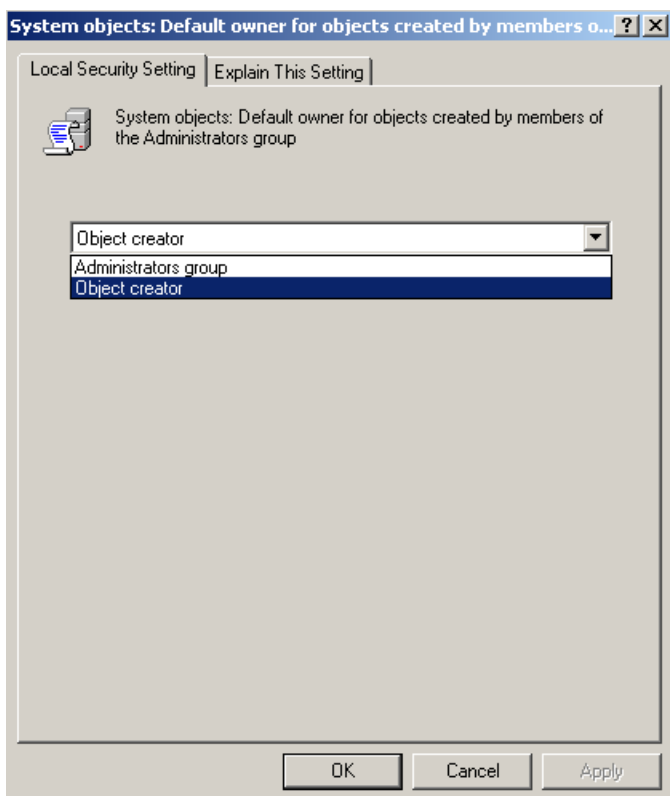 System objects: Default owner for objects created by members o...
Local Security Setting
Explain This Setting
System objects: Default owner for objects created by members of
the Administrators group
Object creator
Administrators group
Object creator
OK
Cancel
Apply